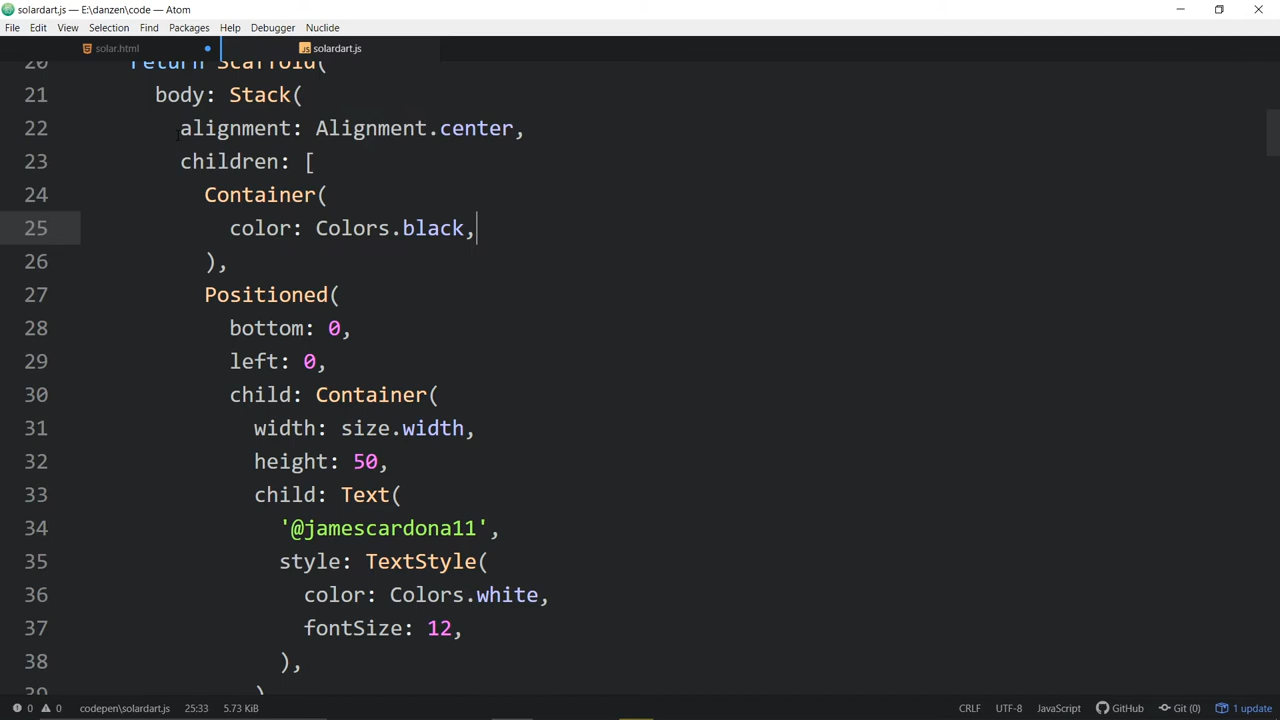 solardart.js — E:\danzen\code — Atom
File Edit View Selection Find Packages Help Debugger Nuclide
solar.html solardart.js
20 return Scaffold(
21 body: Stack(
22 alignment: Alignment.center,
23 children: [
24 Container(
25 color: Colors.black,
26 ),
27 Positioned(
28 bottom: 0,
29 left: 0,
30 child: Container(
31 width: size.width,
32 height: 50,
33 child: Text(
34 '@jamescardona11',
35 style: TextStyle(
36 color: Colors.white,
37 fontSize: 12,
38 ),
39 )
0 0 codepen\solardart.js 25:33 5.73 KiB CRLF UTF-8 JavaScript GitHub Git (0) 1 update